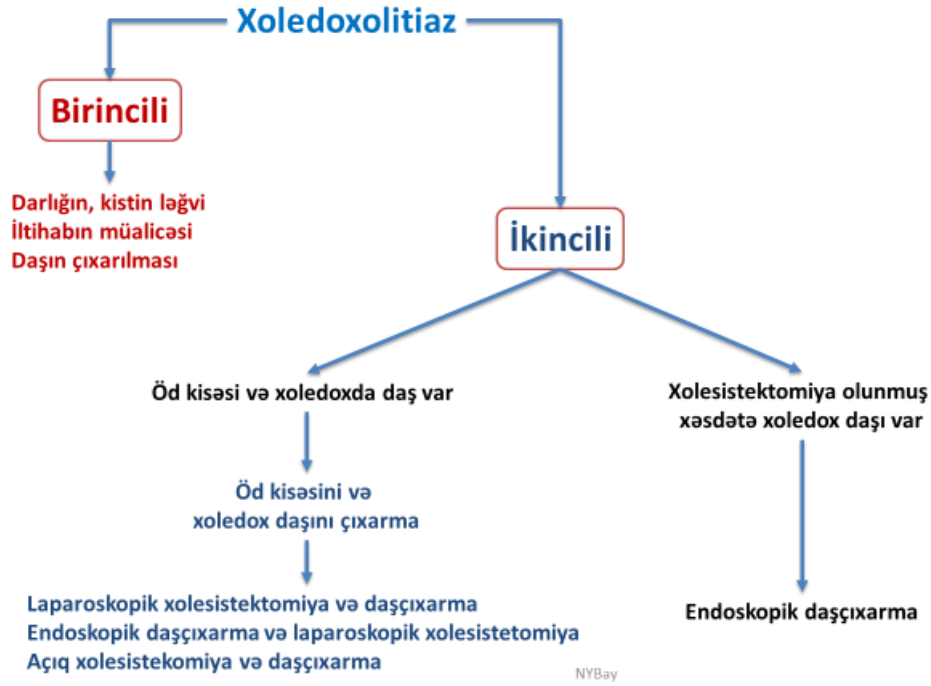 Xoledoxolitiaz
Birincili
Darlığın, kistin ləğvi
İltihabın müalicəsi
Daşın çıxarılması
İkincili
Öd kisəsi və xoledoxda daş var
Öd kisəsini və
xoledox daşını çıxarma
Laparoskopik xolesistektomiya və daşçıxarma
Endoskopik daşçıxarma və laparoskopik xolesistetomiya
Açıq xolesistekomiya və daşçıxarma
Xolesistektomiya olunmuş
xəsdətə xoledox daşı var
Endoskopik daşçıxarma
NYBay